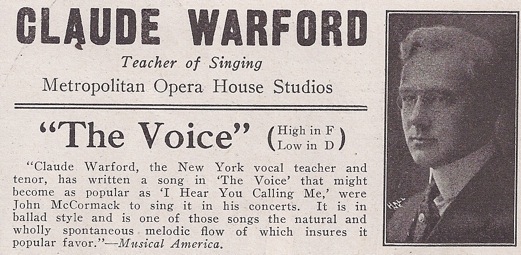 CLAUDE WARFORD
Teacher of Singing
Metropolitan Opera House Studios
"The Voice" (High in F
Low in D)
"Claude Warford, the New York vocal teacher and
tenor, has written a song in 'The Voice' that might
become as popular as 'I Hear You Calling Me,' were
John McCormack to sing it in his concerts. It is in
ballad style and is one of those songs the natural and
wholly spontaneous melodic flow of which insures it
popular favor."—Musical America.